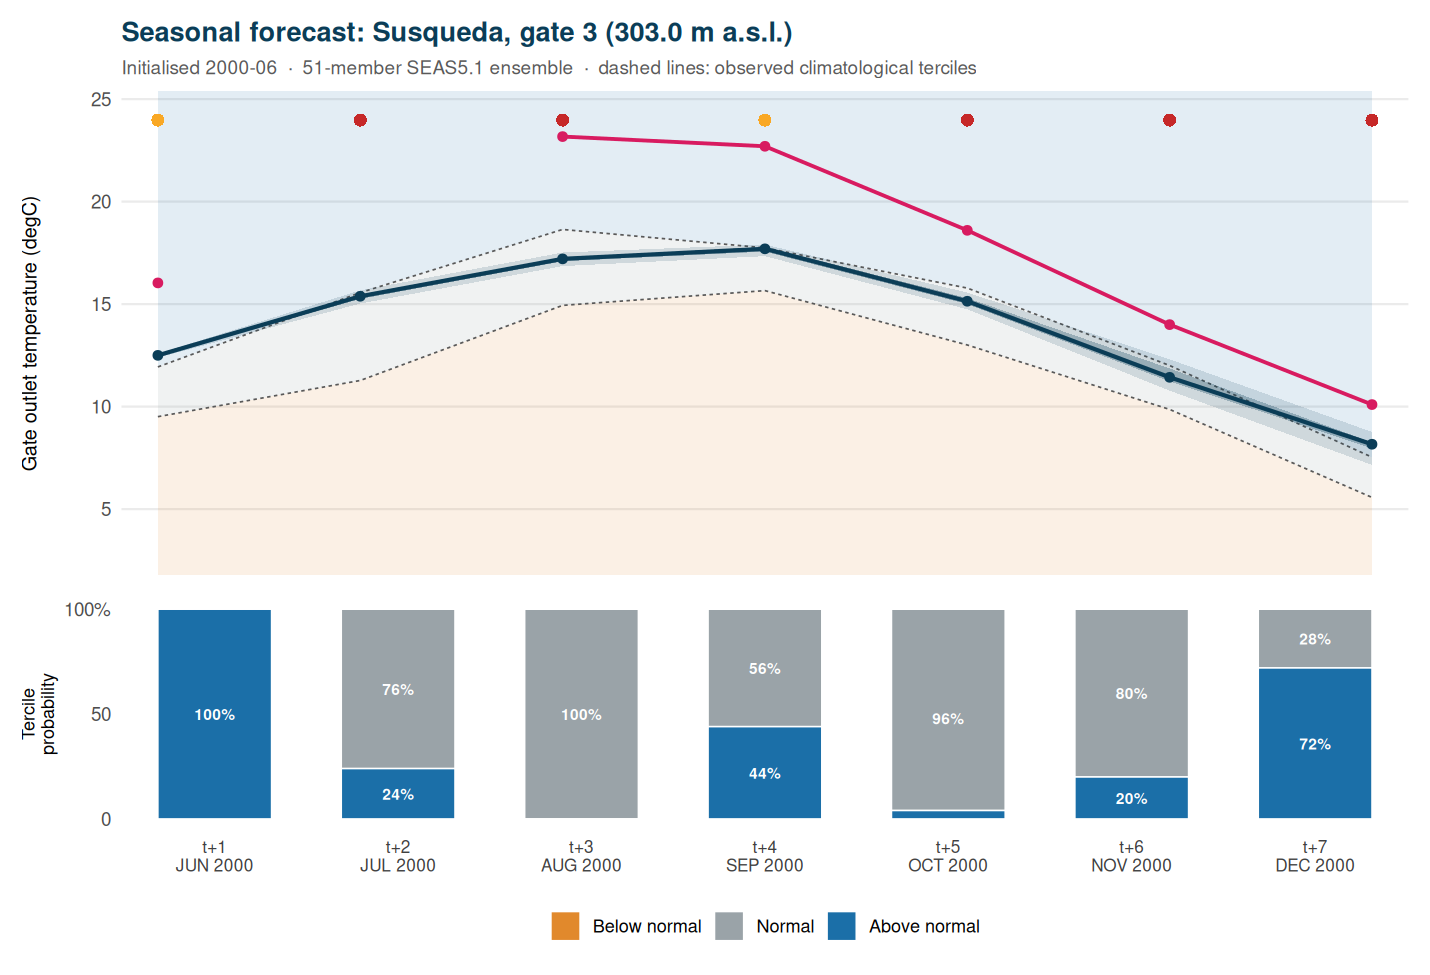 Seasonal forecast: Susqueda, gate 3 (303.0 m a.s.l.)
Initialised 2000-06 · 51-member SEAS5.1 ensemble · dashed lines: observed climatological terciles
Gate outlet temperature (degC)
25
20
15
10
5
Tercile
probability
100%
50
0
100%
76%
24%
100%
56%
44%
96%
80%
20%
28%
72%
t+1
JUN 2000
t+2
JUL 2000
t+3
AUG 2000
t+4
SEP 2000
t+5
OCT 2000
t+6
NOV 2000
t+7
DEC 2000
Below normal
Normal
Above normal